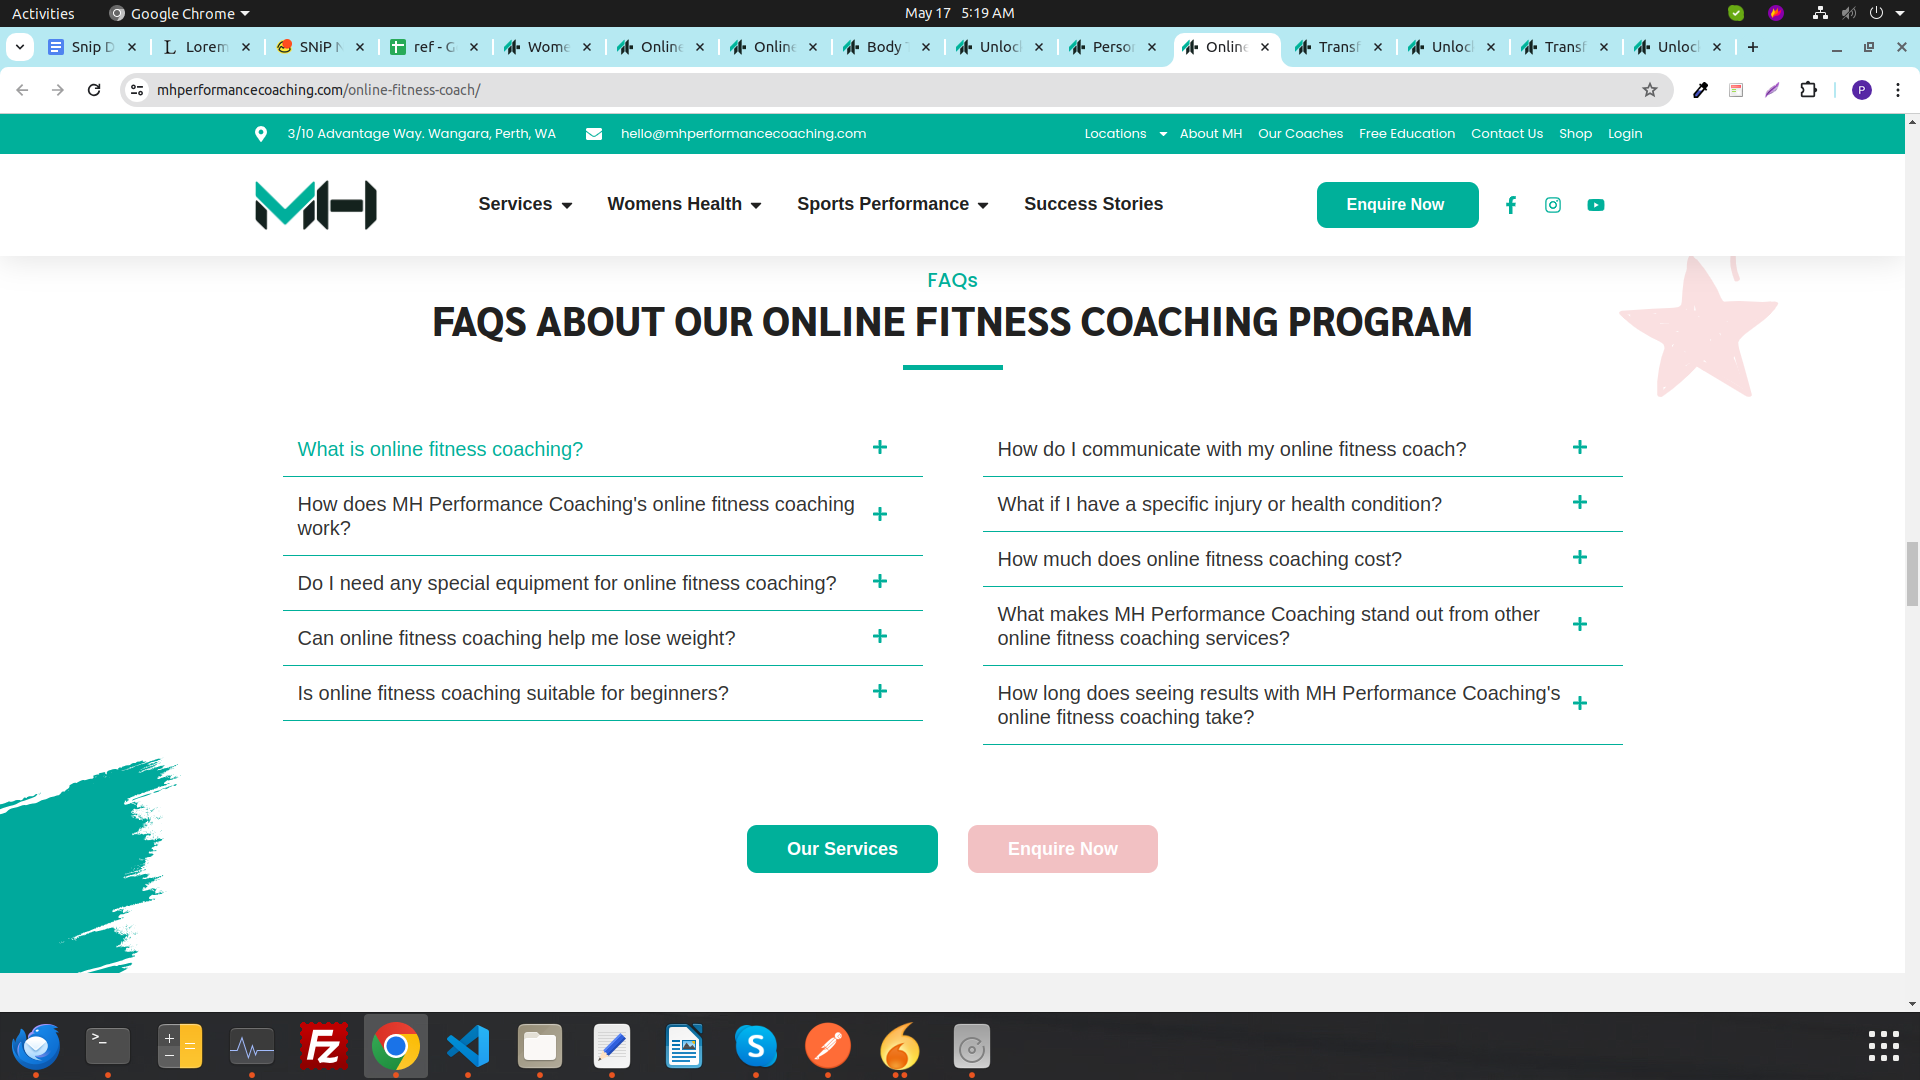 Activities
Google Chrome
May 17 5:19 AM
Snip D
Lorem
SNiP N
ref - G
Wome
Online
Online
Body
Unlock
Person
Online
Transf
Unlock
Transf
Unlock
mhperformancecoaching.com/online-fitness-coach/
P
3/10 Advantage Way. Wangara, Perth, WA
hello@mhperformancecoaching.com
Locations
About MH
Our Coaches
Free Education
Contact Us
Shop
Login
MH
Services
Womens Health
Sports Performance
Success Stories
Enquire Now
FAQs
FAQS ABOUT OUR ONLINE FITNESS COACHING PROGRAM
What is online fitness coaching?
How does MH Performance Coaching's online fitness coaching
work?
Do I need any special equipment for online fitness coaching?
Can online fitness coaching help me lose weight?
Is online fitness coaching suitable for beginners?
How do I communicate with my online fitness coach?
What if I have a specific injury or health condition?
How much does online fitness coaching cost?
What makes MH Performance Coaching stand out from other
online fitness coaching services?
How long does seeing results with MH Performance Coaching's
online fitness coaching take?
Our Services
Enquire Now